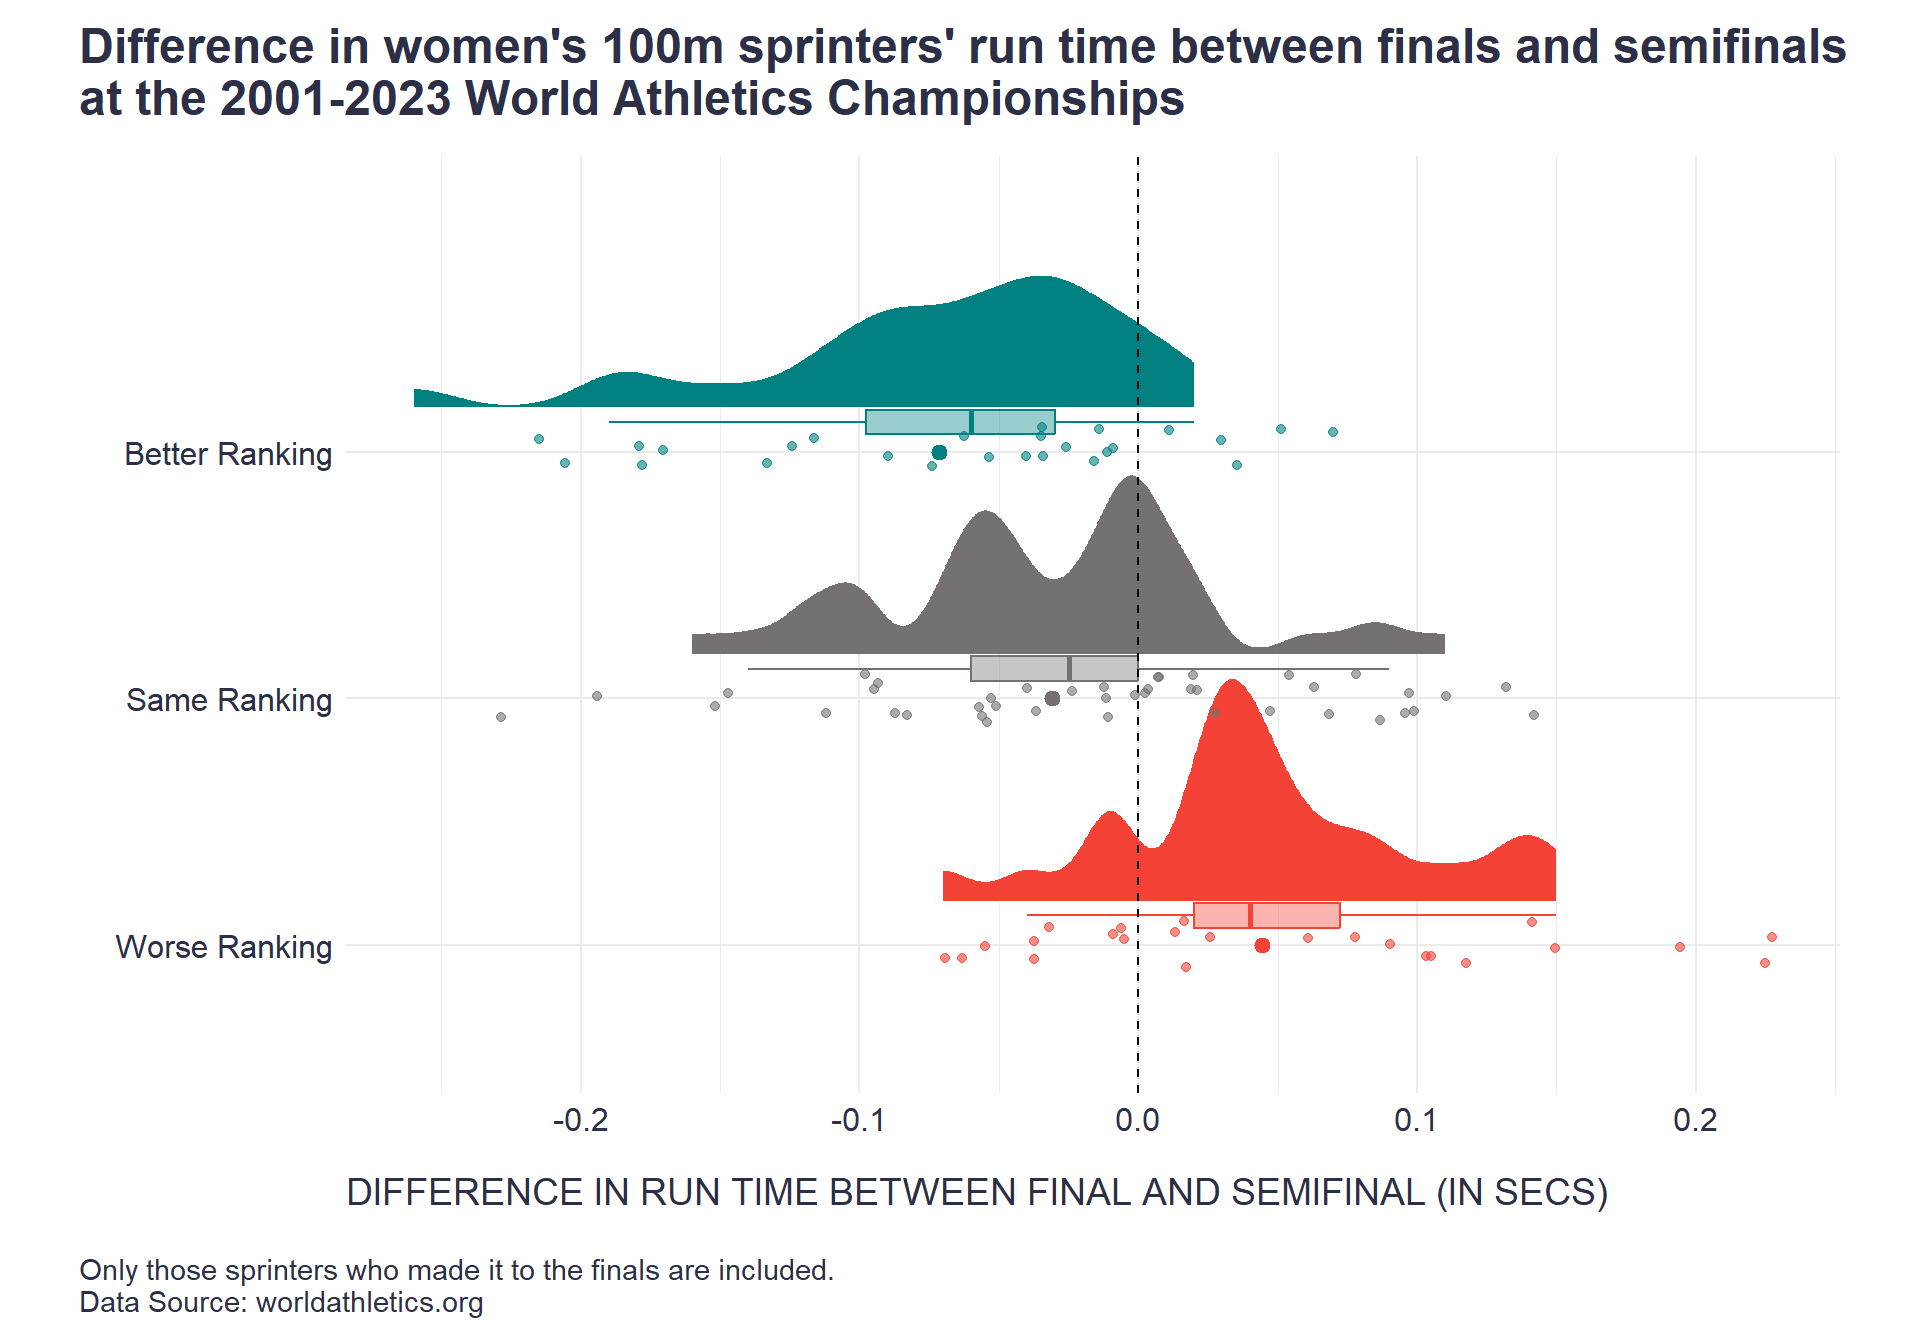 Difference in women's 100m sprinters' run time between finals and semifinals
at the 2001-2023 World Athletics Championships
Better Ranking
Same Ranking
Worse Ranking
-0.2 -0.1 0.0 0.1 0.2
DIFFERENCE IN RUN TIME BETWEEN FINAL AND SEMIFINAL (IN SECS)
Only those sprinters who made it to the finals are included.
Data Source: worldathletics.org